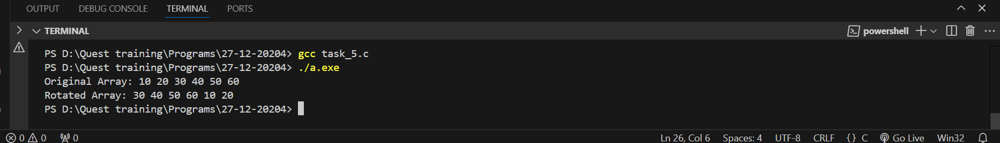 OUTPUT DEBUG CONSOLE TERMINAL PORTS
TERMINAL powershell
PS D:\Quest training\Programs\27-12-20204> gcc task_5.c
PS D:\Quest training\Programs\27-12-20204> ./a.exe
Original Array: 10 20 30 40 50 60
Rotated Array: 30 40 50 60 10 20
PS D:\Quest training\Programs\27-12-20204>
0 0 0 Ln 26, Col 6 Spaces: 4 UTF-8 CRLF {} C Go Live Win32